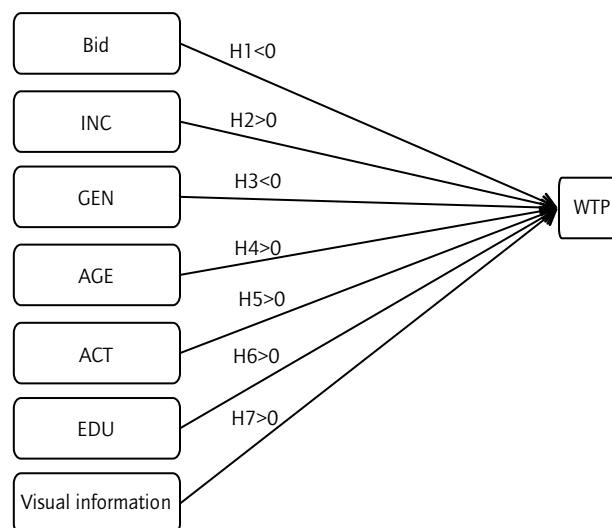 Bid
H1<0
INC
H2>0
GEN
H3<0
WTP
AGE
H4>0
H5>0
ACT
H6>0
EDU
H7>0
Visual information